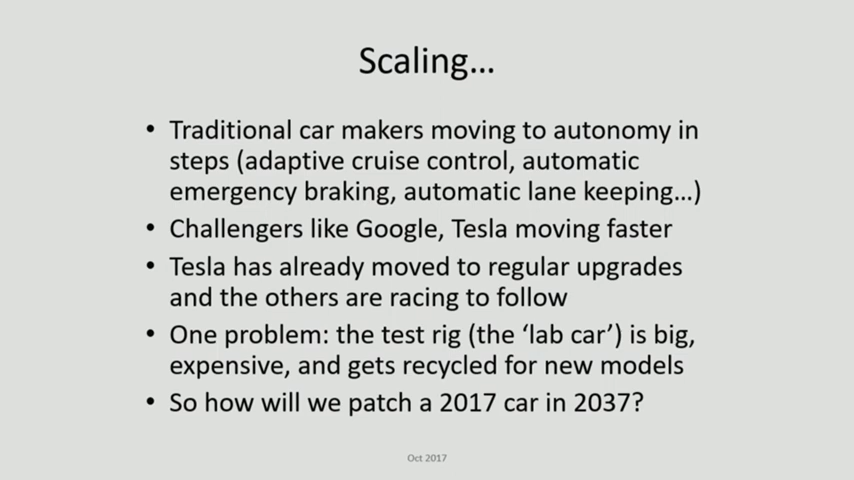 Scaling...
• Traditional car makers moving to autonomy in
steps (adaptive cruise control, automatic
emergency braking, automatic lane keeping...)
• Challengers like Google, Tesla moving faster
• Tesla has already moved to regular upgrades
and the others are racing to follow
• One problem: the test rig (the ‘lab car’) is big,
expensive, and gets recycled for new models
• So how will we patch a 2017 car in 2037?
Oct 2017